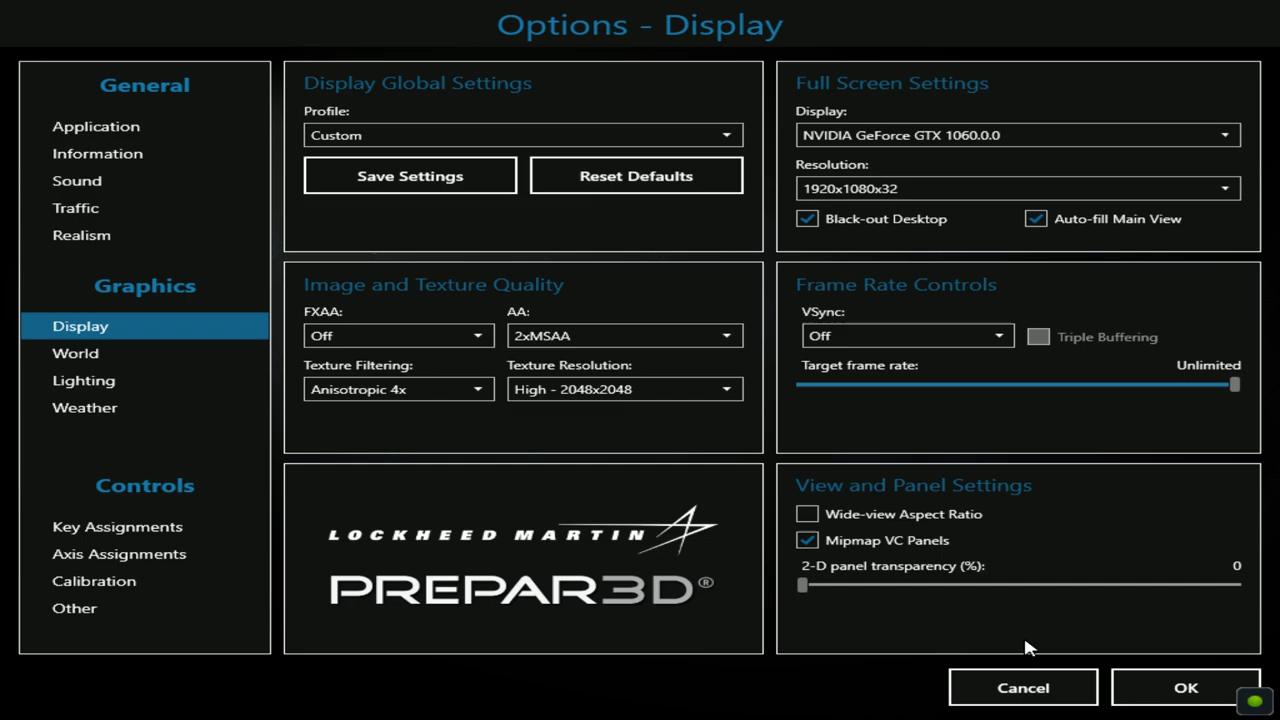 Options - Display
General
Application
Information
Sound
Traffic
Realism
Graphics
Display
World
Lighting
Weather
Controls
Key Assignments
Axis Assignments
Calibration
Other
Display Global Settings
Profile:
Custom
Save Settings
Reset Defaults
Full Screen Settings
Display:
NVIDIA GeForce GTX 1060.0.0
Resolution:
1920x1080x32
Black-out Desktop
Auto-fill Main View
Image and Texture Quality
FXAA:
AA:
Off
2xMSAA
Texture Filtering:
Texture Resolution:
Anisotropic 4x
High - 2048x2048
Frame Rate Controls
VSync:
Off
Triple Buffering
Target frame rate:
Unlimited
LOCKHEED MARTIN
PREPAR3D®
View and Panel Settings
Wide-view Aspect Ratio
Mipmap VC Panels
2-D panel transparency (%):
0
Cancel
OK